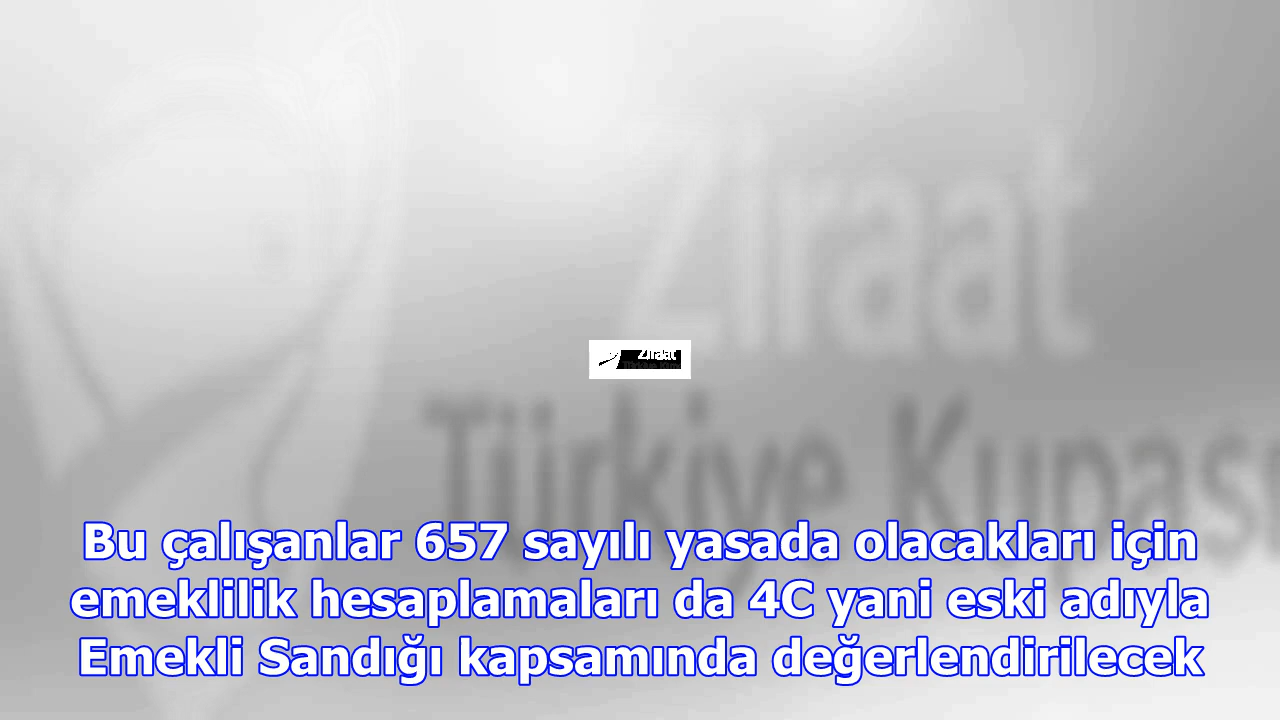 Ziraat
Türkiye Kupası
Ziraat
Bu çalışanlar 657 sayılı yasada olacakları için
emeklilik hesaplamaları da 4C yani eski adıyla
Emekli Sandığı kapsamında değerlendirilecek